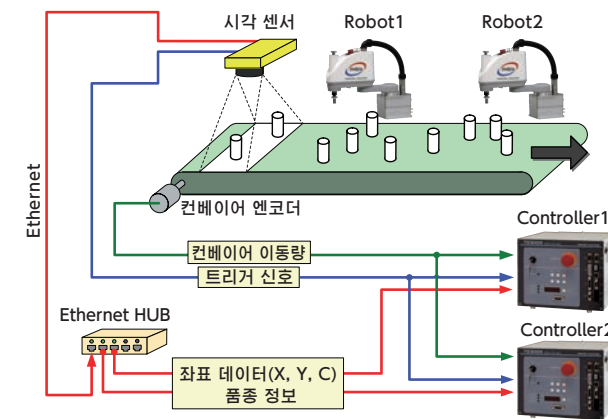 시각 센서
Robot1
Robot2
Ethernet
컨베이어 엔코더
Controller1
컨베이어 이동량
트리거 신호
Ethernet HUB
Controller2
좌표 데이터(X, Y, C)
품종 정보